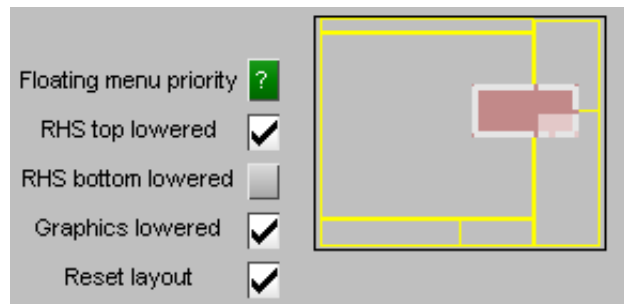 Floating menu priority ?
RHS top lowered
RHS bottom lowered
Graphics lowered
Reset layout